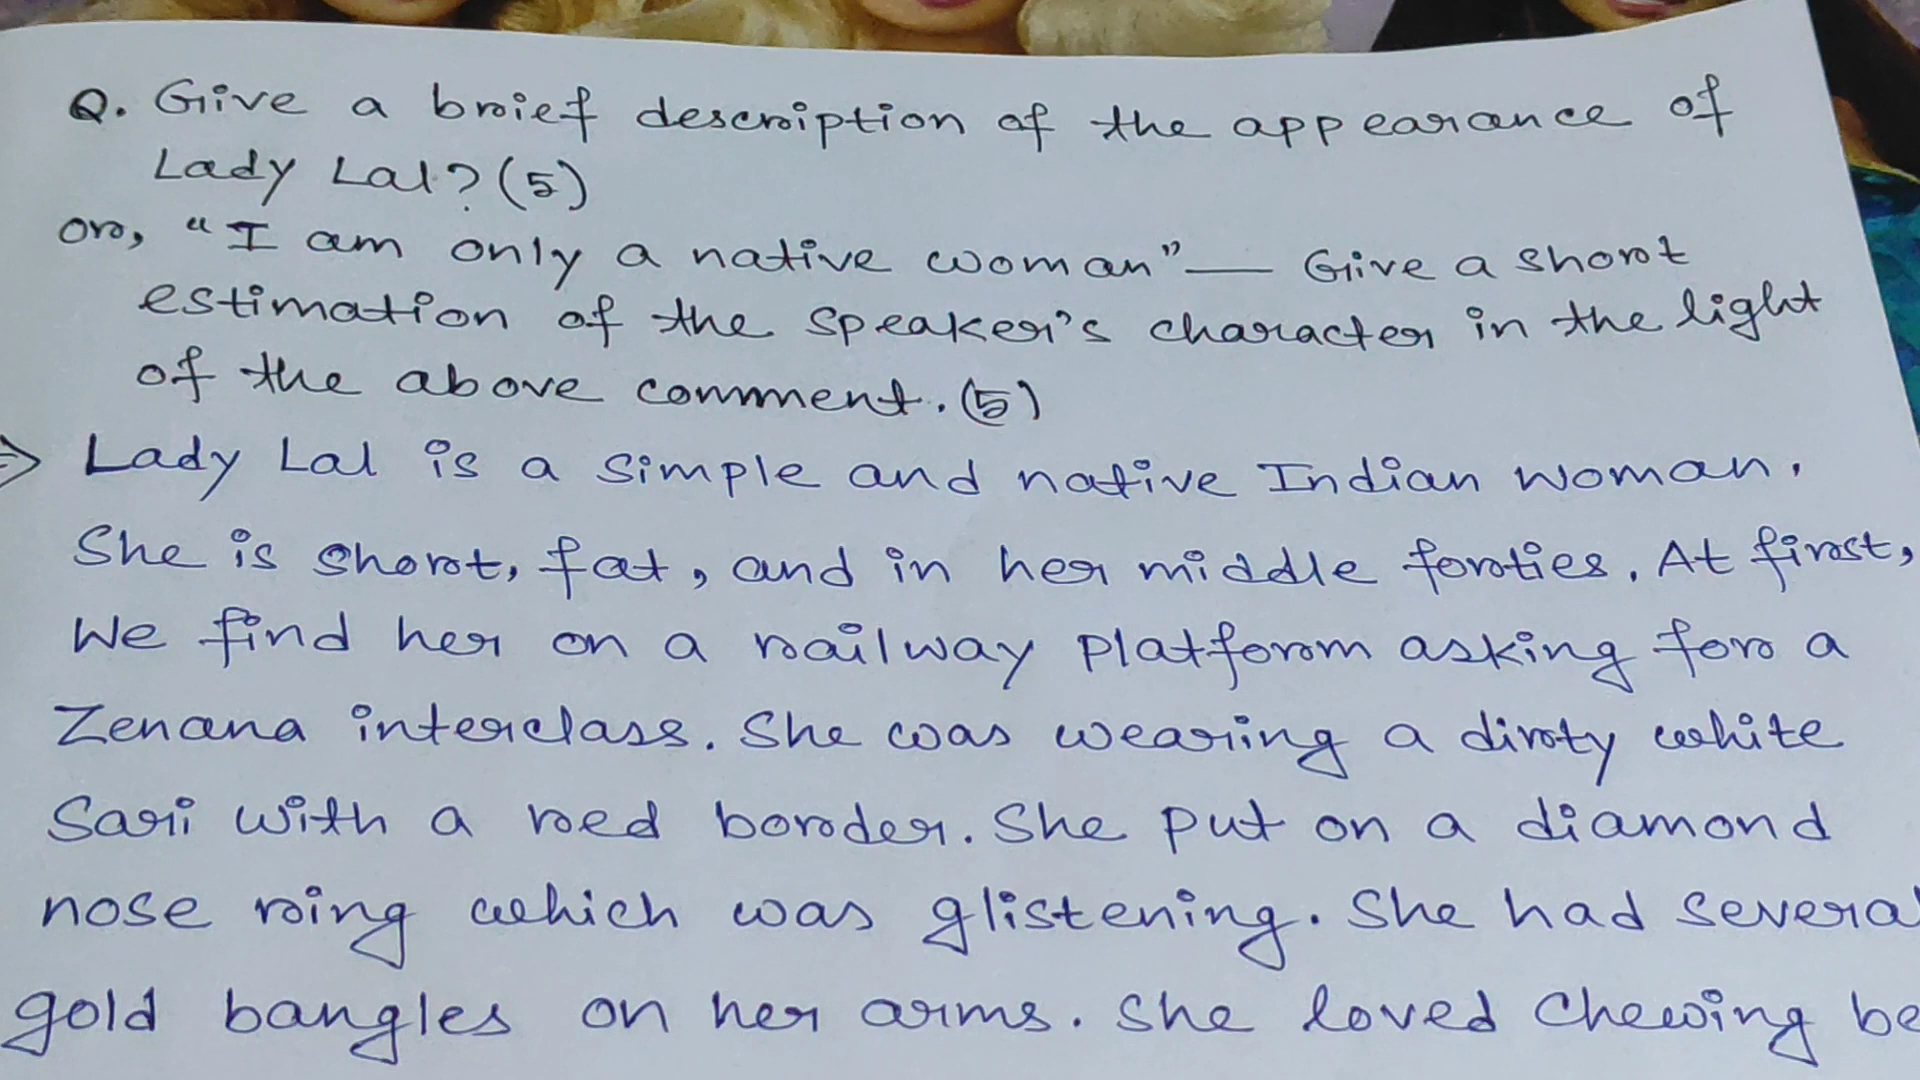 Q. Give a brief description of the appearance of
Lady Lal? (5)
or, "I am only a native woman" — Give a short
estimation of the speaker's character in the light
of the above comment. (5)
⇒ Lady Lal is a simple and native Indian woman.
She is short, fat, and in her middle forties. At first,
We find her on a railway platform asking for a
Zenana interclass. She was wearing a dirty white
Sari with a red border. She put on a diamond
nose ring which was glistening. She had several
gold bangles on her arms. She loved chewing be